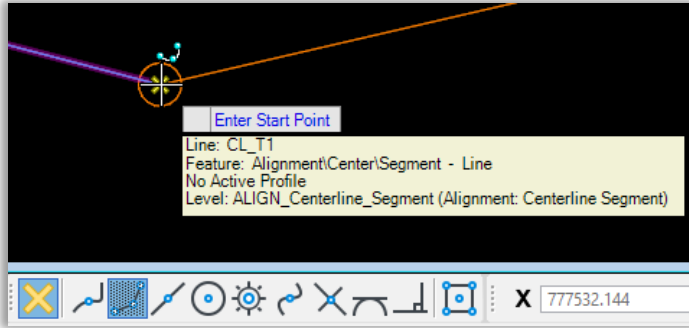 Enter Start Point
Line: CL_T1
Feature: Alignment\Center\Segment - Line
No Active Profile
Level: ALIGN_Centerline_Segment (Alignment: Centerline Segment)
X 777532.144